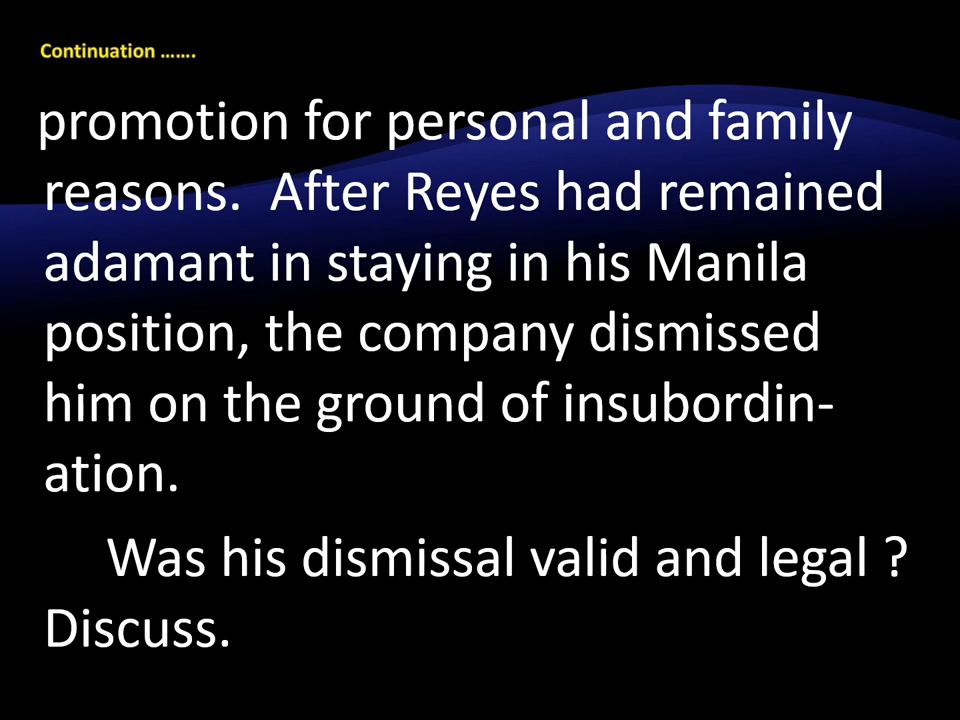 Continuation …….
promotion for personal and family
reasons.  After Reyes had remained
adamant in staying in his Manila
position, the company dismissed
him on the ground of insubordin-
ation.
Was his dismissal valid and legal ?
Discuss.